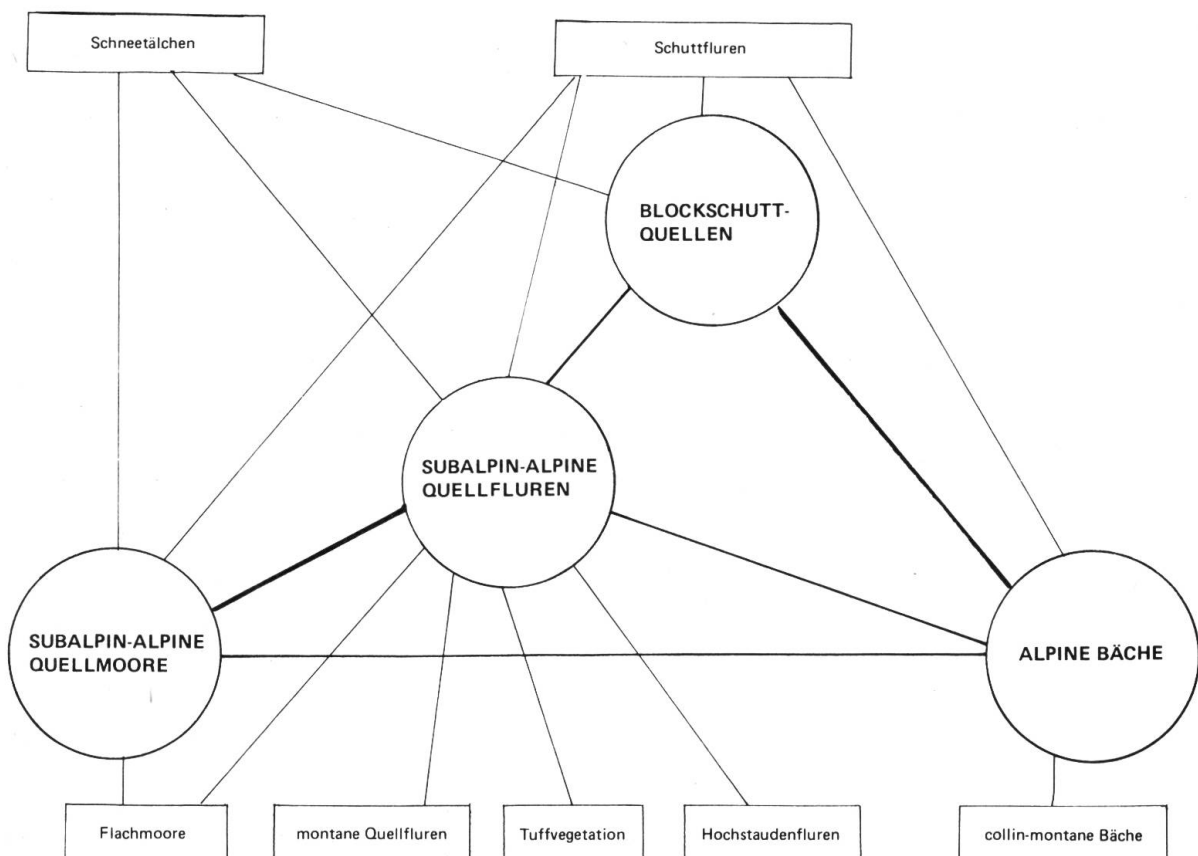 Schneetälchen
Schuttfluren
BLOCKSCHUTT-
QUELLEN
SUBALPIN-ALPINE
QUELLFLUREN
SUBALPIN-ALPINE
QUELLMOORE
ALPINE BÄCHE
Flachmoore
montane Quellfluren
Tuffvegetation
Hochstaudenfluren
collin-montane Bäche